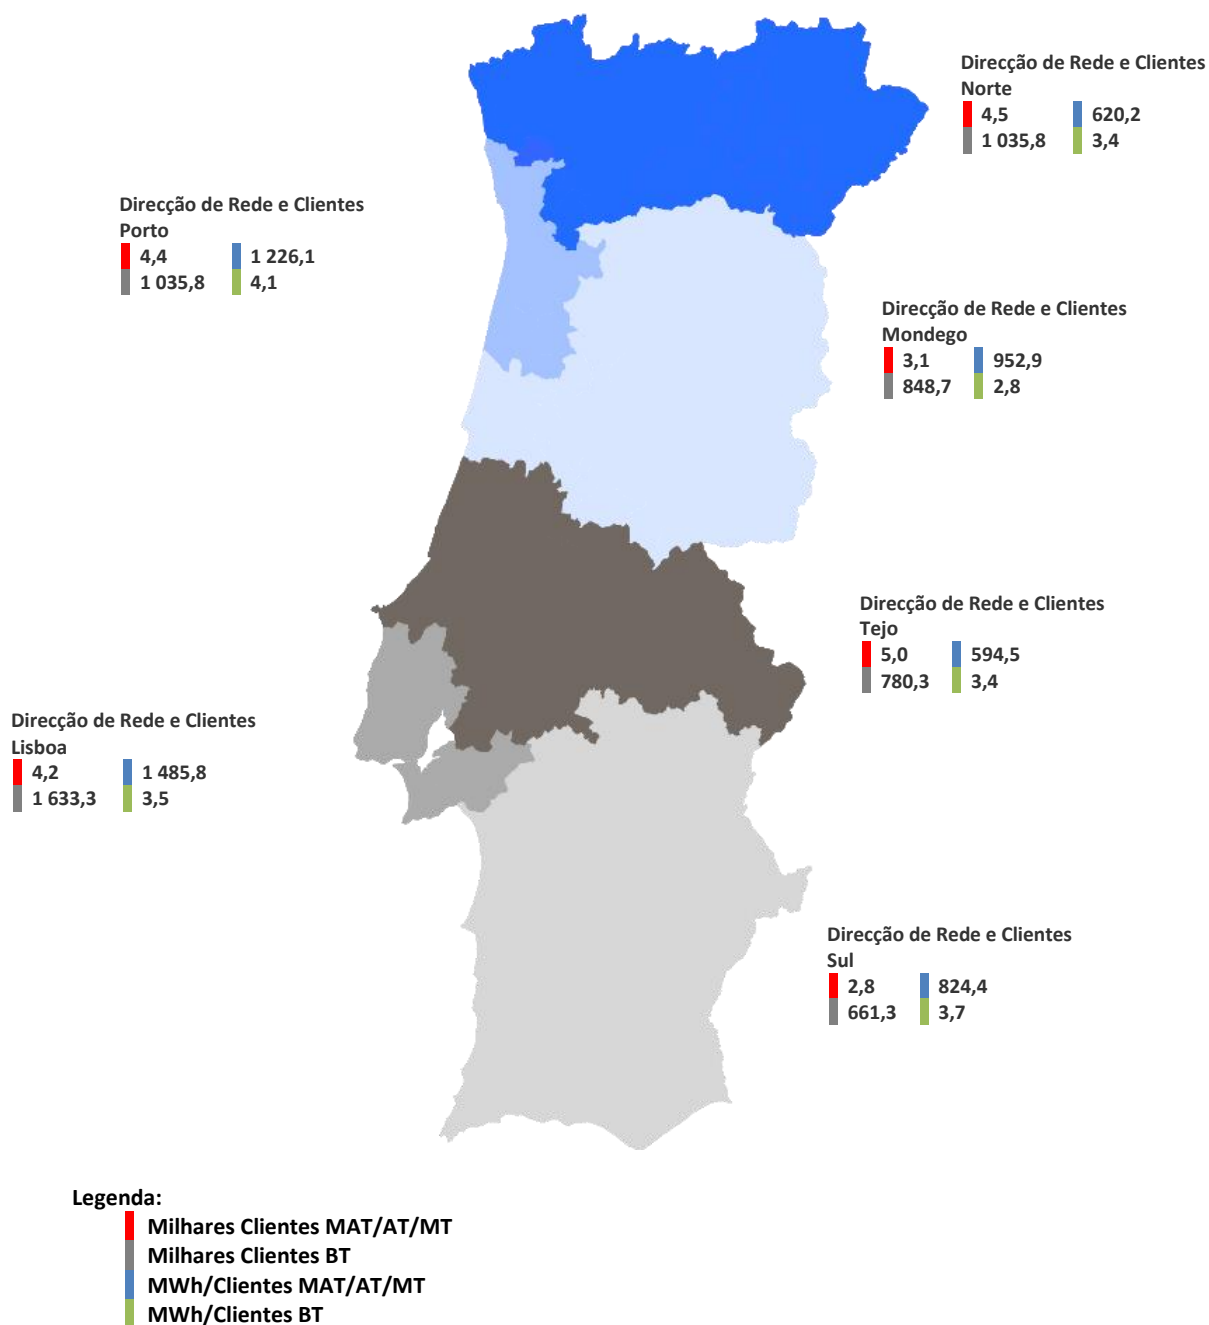 Direcção de Rede e Clientes
Norte
4,5 620,2
1 035,8 3,4
Direcção de Rede e Clientes
Porto
4,4 1 226,1
1 035,8 4,1
Direcção de Rede e Clientes
Mondego
3,1 952,9
848,7 2,8
Direcção de Rede e Clientes
Tejo
5,0 594,5
780,3 3,4
Direcção de Rede e Clientes
Lisboa
4,2 1 485,8
1 633,3 3,5
Direcção de Rede e Clientes
Sul
2,8 824,4
661,3 3,7
Legenda:
Milhares Clientes MAT/AT/MT
Milhares Clientes BT
MWh/Clientes MAT/AT/MT
MWh/Clientes BT